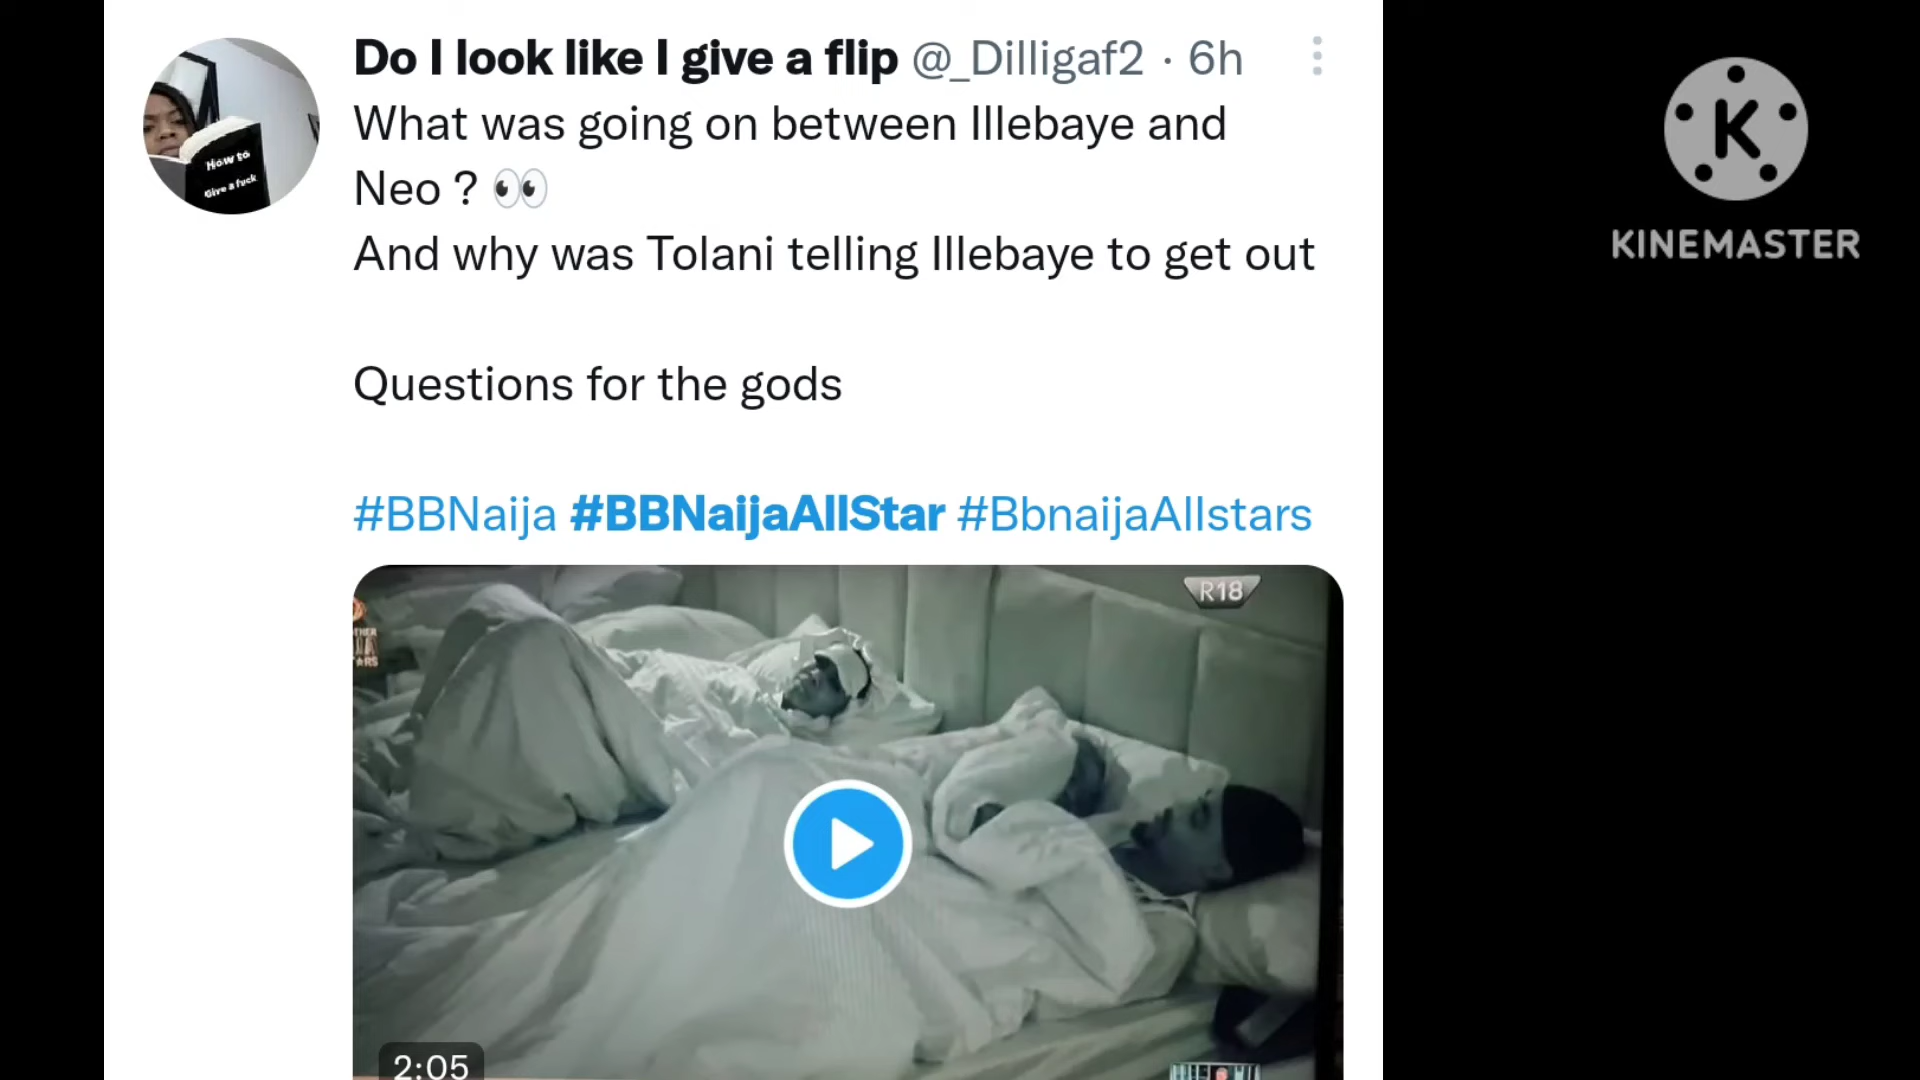 Do I look like I give a flip @_Dilligaf2 · 6h
What was going on between Illebaye and
Neo ? 👀
And why was Tolani telling Illebaye to get out
Questions for the gods
#BBNaija #BBNaijaAllStar #BbnaijaAllstars
How to
Give a fuck
R18
2:05
K
KINEMASTER